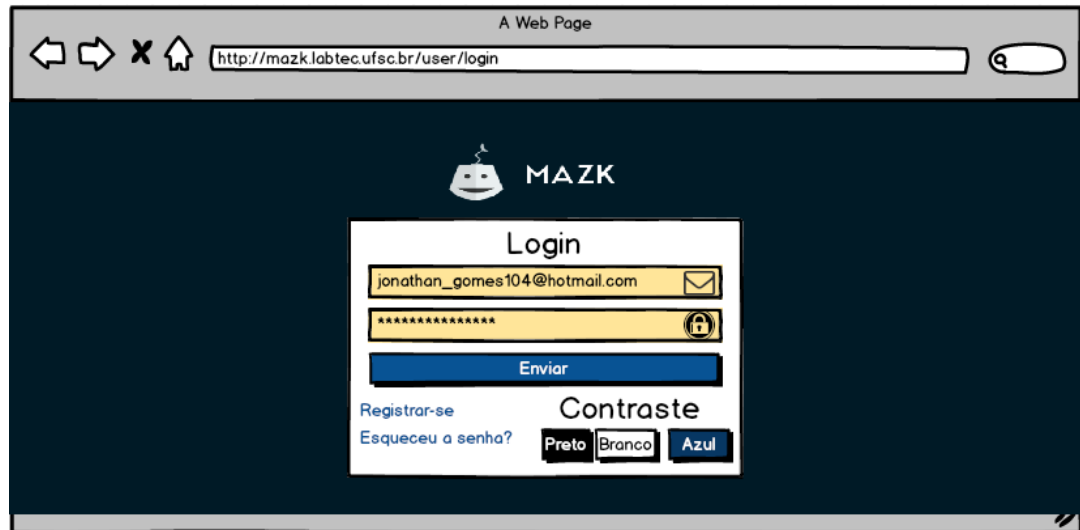 A Web Page
http://mazk.labtec.ufsc.br/user/login
MAZK
Login
jonathan_gomes104@hotmail.com
***************
Enviar
Registrar-se
Esqueceu a senha?
Contraste
Preto Branco Azul